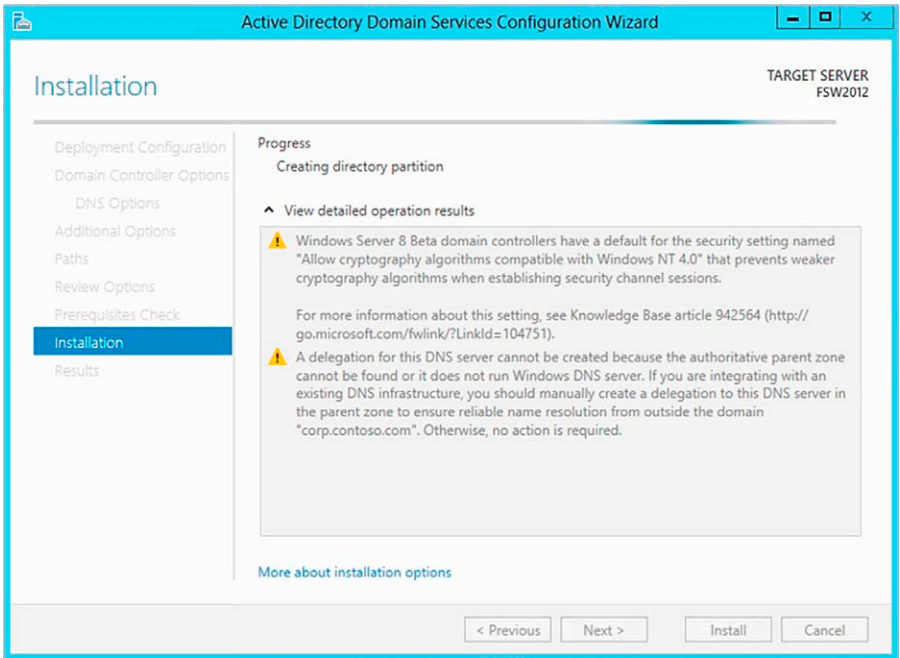 Active Directory Domain Services Configuration Wizard
Installation
TARGET SERVER
FSW2012
Deployment Configuration
Domain Controller Options
DNS Options
Additional Options
Paths
Review Options
Prerequisites Check
Installation
Results
Progress
Creating directory partition
View detailed operation results
Windows Server 8 Beta domain controllers have a default for the security setting named
"Allow cryptography algorithms compatible with Windows NT 4.0" that prevents weaker
cryptography algorithms when establishing security channel sessions.
For more information about this setting, see Knowledge Base article 942564 (http://
go.microsoft.com/fwlink/?LinkId=104751).
A delegation for this DNS server cannot be created because the authoritative parent zone
cannot be found or it does not run Windows DNS server. If you are integrating with an
existing DNS infrastructure, you should manually create a delegation to this DNS server in
the parent zone to ensure reliable name resolution from outside the domain
"corp.contoso.com". Otherwise, no action is required.
More about installation options
< Previous
Next >
Install
Cancel